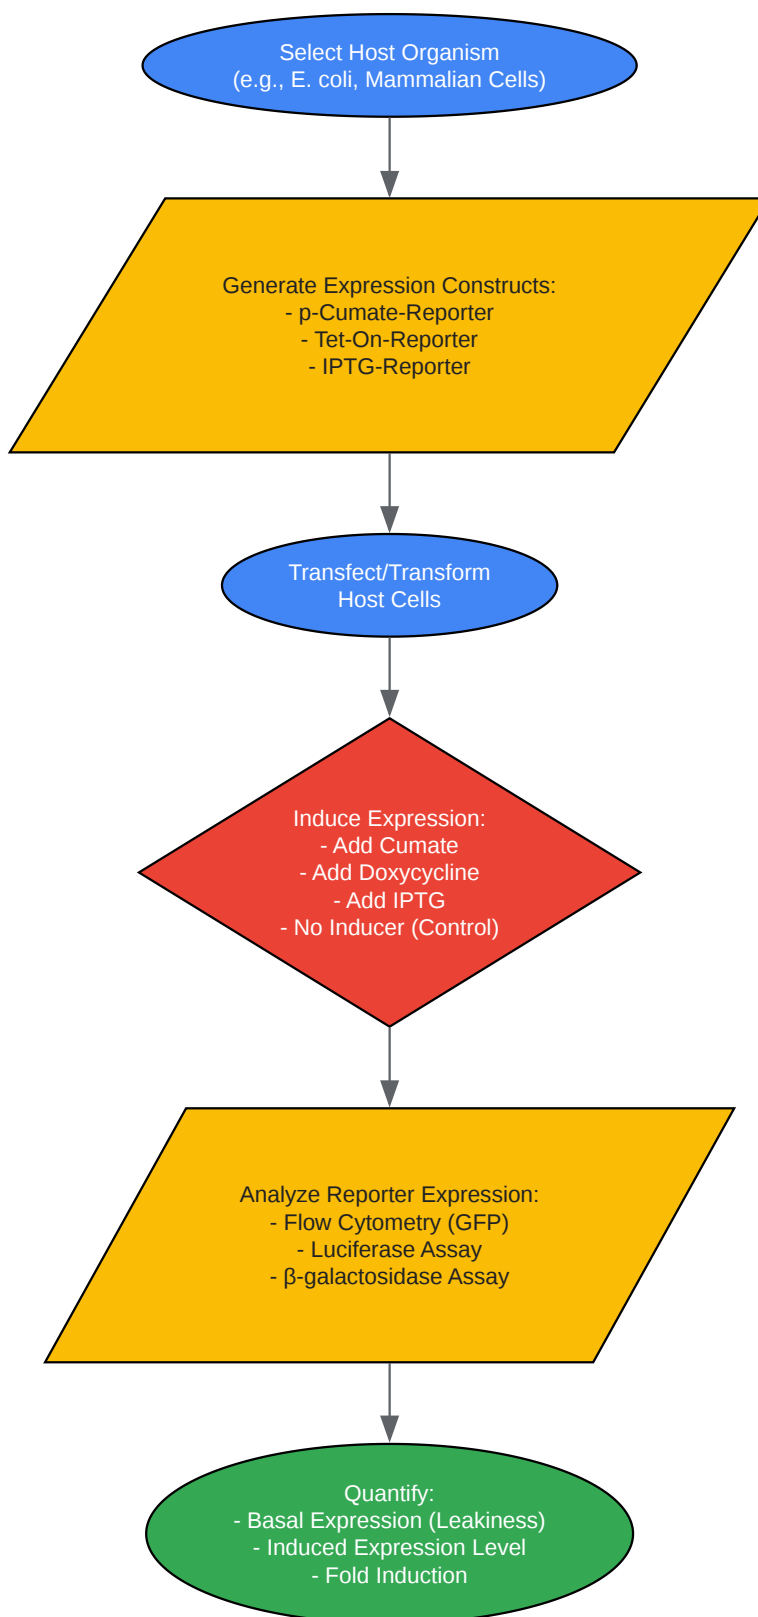 Select Host Organism
(e.g., E. coli, Mammalian Cells)
Generate Expression Constructs:
- p-Cumate-Reporter
- Tet-On-Reporter
- IPTG-Reporter
Transfect/Transform
Host Cells
Induce Expression:
- Add Cumate
- Add Doxycycline
- Add IPTG
- No Inducer (Control)
Analyze Reporter Expression:
- Flow Cytometry (GFP)
- Luciferase Assay
- β-galactosidase Assay
Quantify:
- Basal Expression (Leakiness)
- Induced Expression Level
- Fold Induction